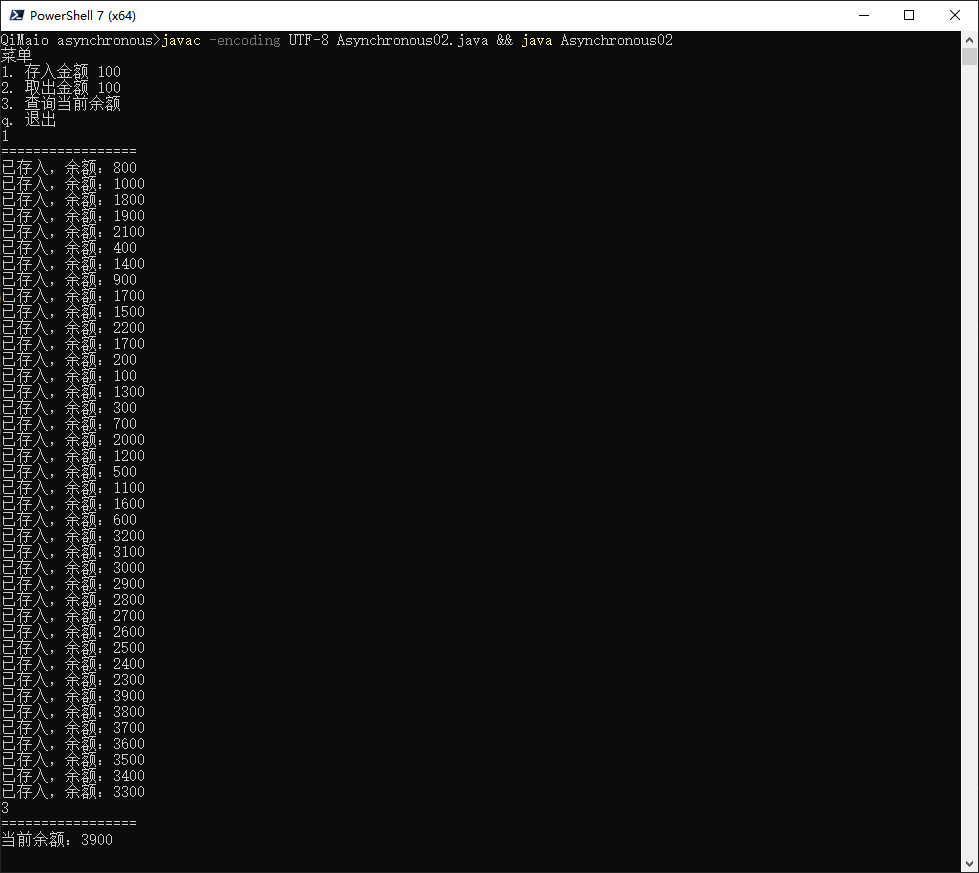 PowerShell 7 (x64)
QiMaio asynchronous>javac -encoding UTF-8 Asynchronous02.java && java Asynchronous02
菜单
1. 存入金额 100
2. 取出金额 100
3. 查询当前余额
q. 退出
1
=================
已存入，余额：800
已存入，余额：1000
已存入，余额：1800
已存入，余额：1900
已存入，余额：2100
已存入，余额：400
已存入，余额：1400
已存入，余额：900
已存入，余额：1700
已存入，余额：1500
已存入，余额：2200
已存入，余额：1700
已存入，余额：200
已存入，余额：100
已存入，余额：1300
已存入，余额：300
已存入，余额：700
已存入，余额：2000
已存入，余额：1200
已存入，余额：500
已存入，余额：1100
已存入，余额：1600
已存入，余额：600
已存入，余额：3200
已存入，余额：3100
已存入，余额：3000
已存入，余额：2900
已存入，余额：2800
已存入，余额：2700
已存入，余额：2600
已存入，余额：2500
已存入，余额：2400
已存入，余额：2300
已存入，余额：3900
已存入，余额：3800
已存入，余额：3700
已存入，余额：3600
已存入，余额：3500
已存入，余额：3400
已存入，余额：3300
3
=================
当前余额：3900